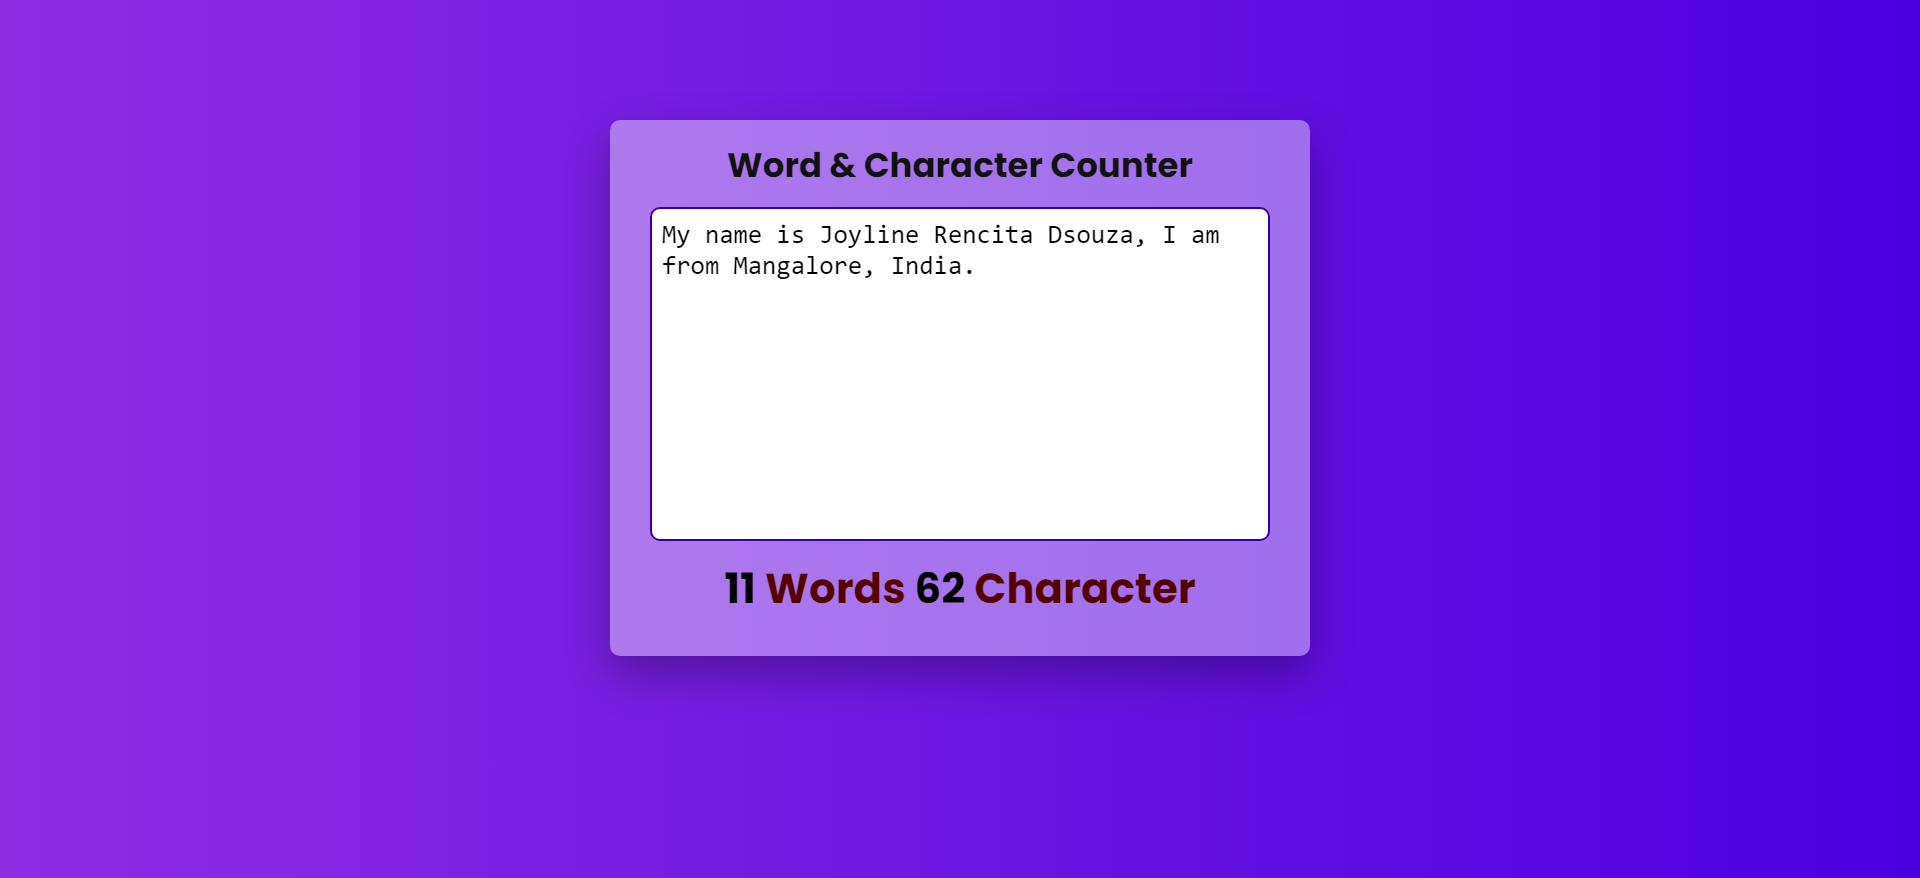 Word & Character Counter
My name is Joyline Rencita Dsouza, I am
from Mangalore, India.
11 Words 62 Character